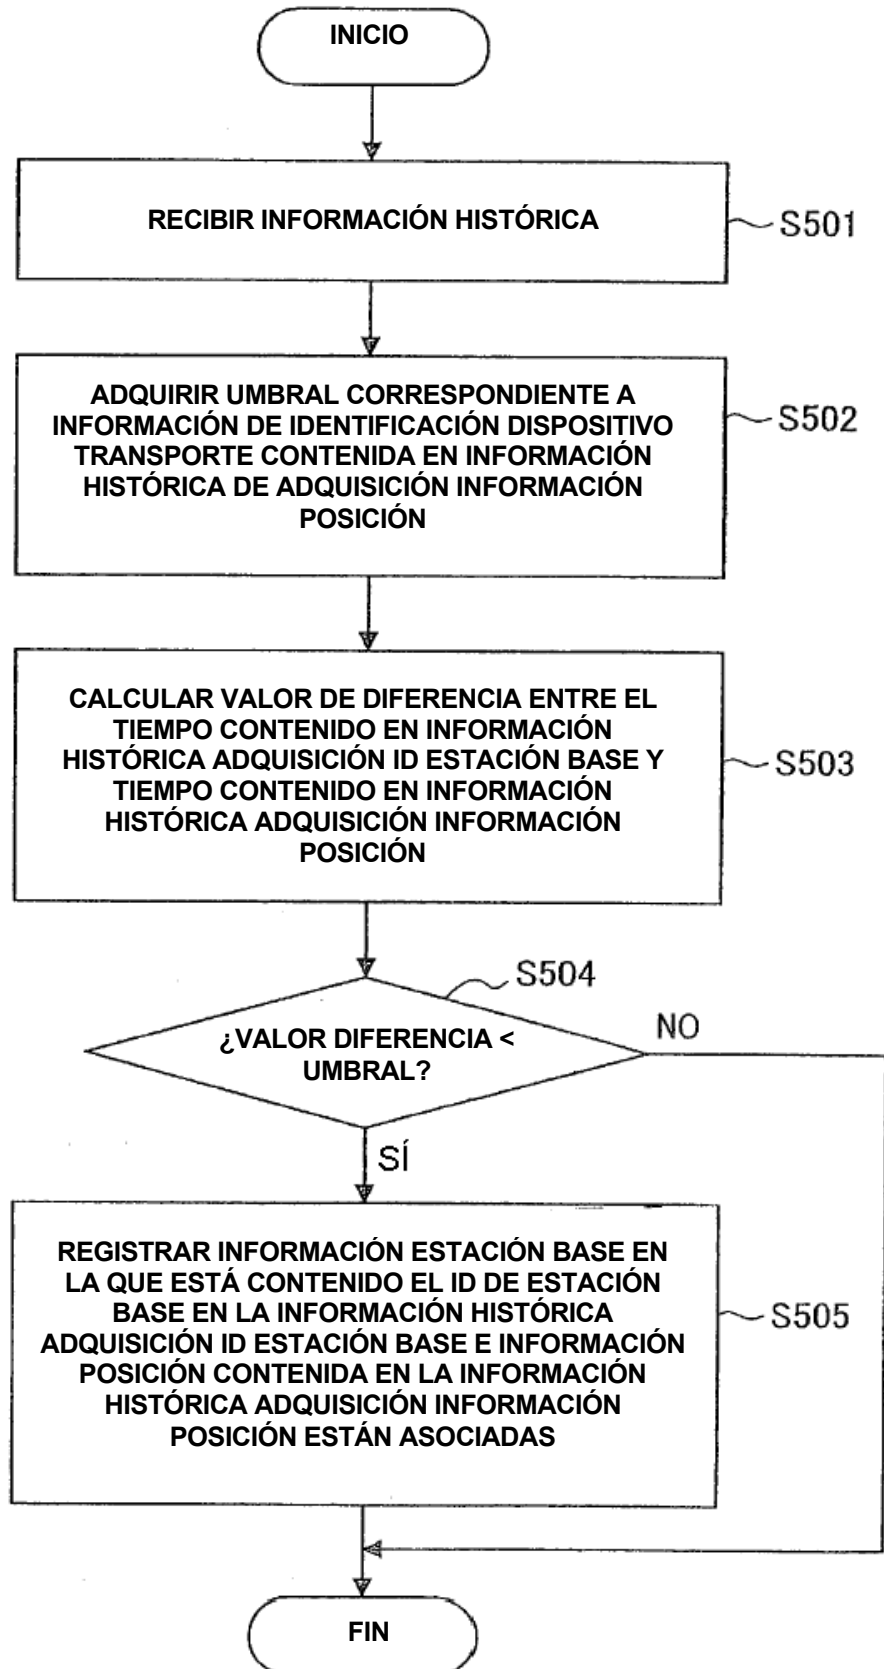 INICIO
RECIBIR INFORMACIÓN HISTÓRICA
S501
ADQUIRIR UMBRAL CORRESPONDIENTE A
INFORMACIÓN DE IDENTIFICACIÓN DISPOSITIVO
TRANSPORTE CONTENIDA EN INFORMACIÓN
HISTÓRICA DE ADQUISICIÓN INFORMACIÓN
POSICIÓN
S502
CALCULAR VALOR DE DIFERENCIA ENTRE EL
TIEMPO CONTENIDO EN INFORMACIÓN
HISTÓRICA ADQUISICIÓN ID ESTACIÓN BASE Y
TIEMPO CONTENIDO EN INFORMACIÓN
HISTÓRICA ADQUISICIÓN INFORMACIÓN
POSICIÓN
S503
S504
¿VALOR DIFERENCIA <
UMBRAL?
NO
SÍ
REGISTRAR INFORMACIÓN ESTACIÓN BASE EN
LA QUE ESTÁ CONTENIDO EL ID DE ESTACIÓN
BASE EN LA INFORMACIÓN HISTÓRICA
ADQUISICIÓN ID ESTACIÓN BASE E INFORMACIÓN
POSICIÓN CONTENIDA EN LA INFORMACIÓN
HISTÓRICA ADQUISICIÓN INFORMACIÓN
POSICIÓN ESTÁN ASOCIADAS
S505
FIN